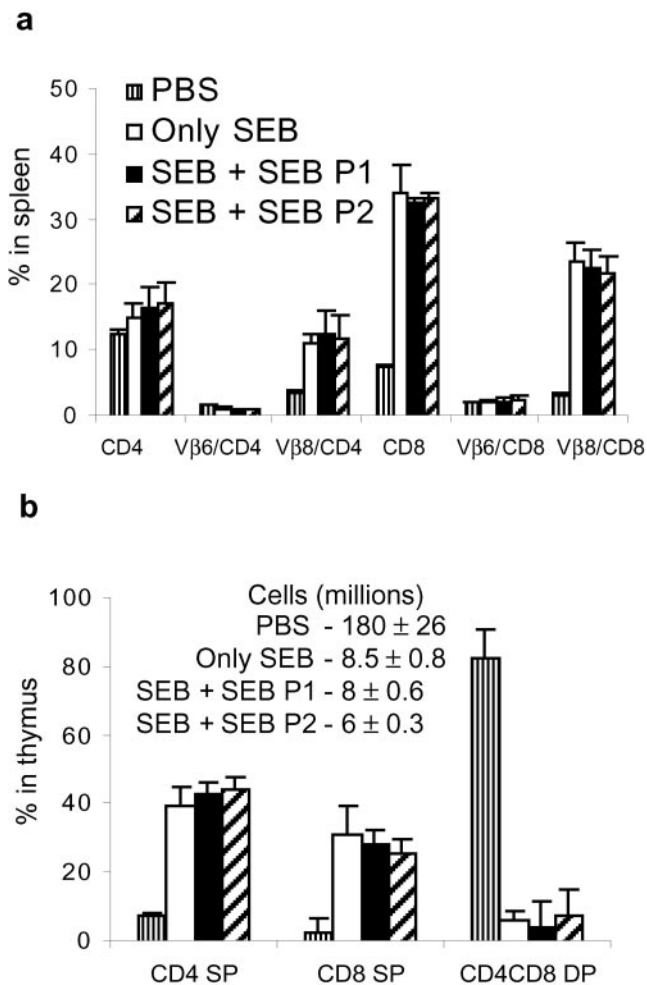 a
50
40
30
20
10
0
% in spleen
PBS
Only SEB
SEB + SEB P1
SEB + SEB P2
CD4 Vβ6/CD4 Vβ8/CD4 CD8 Vβ6/CD8 Vβ8/CD8
b
100
80
60
40
20
0
% in thymus
Cells (millions)
PBS - 180 ± 26
Only SEB - 8.5 ± 0.8
SEB + SEB P1 - 8 ± 0.6
SEB + SEB P2 - 6 ± 0.3
CD4 SP CD8 SP CD4CD8 DP